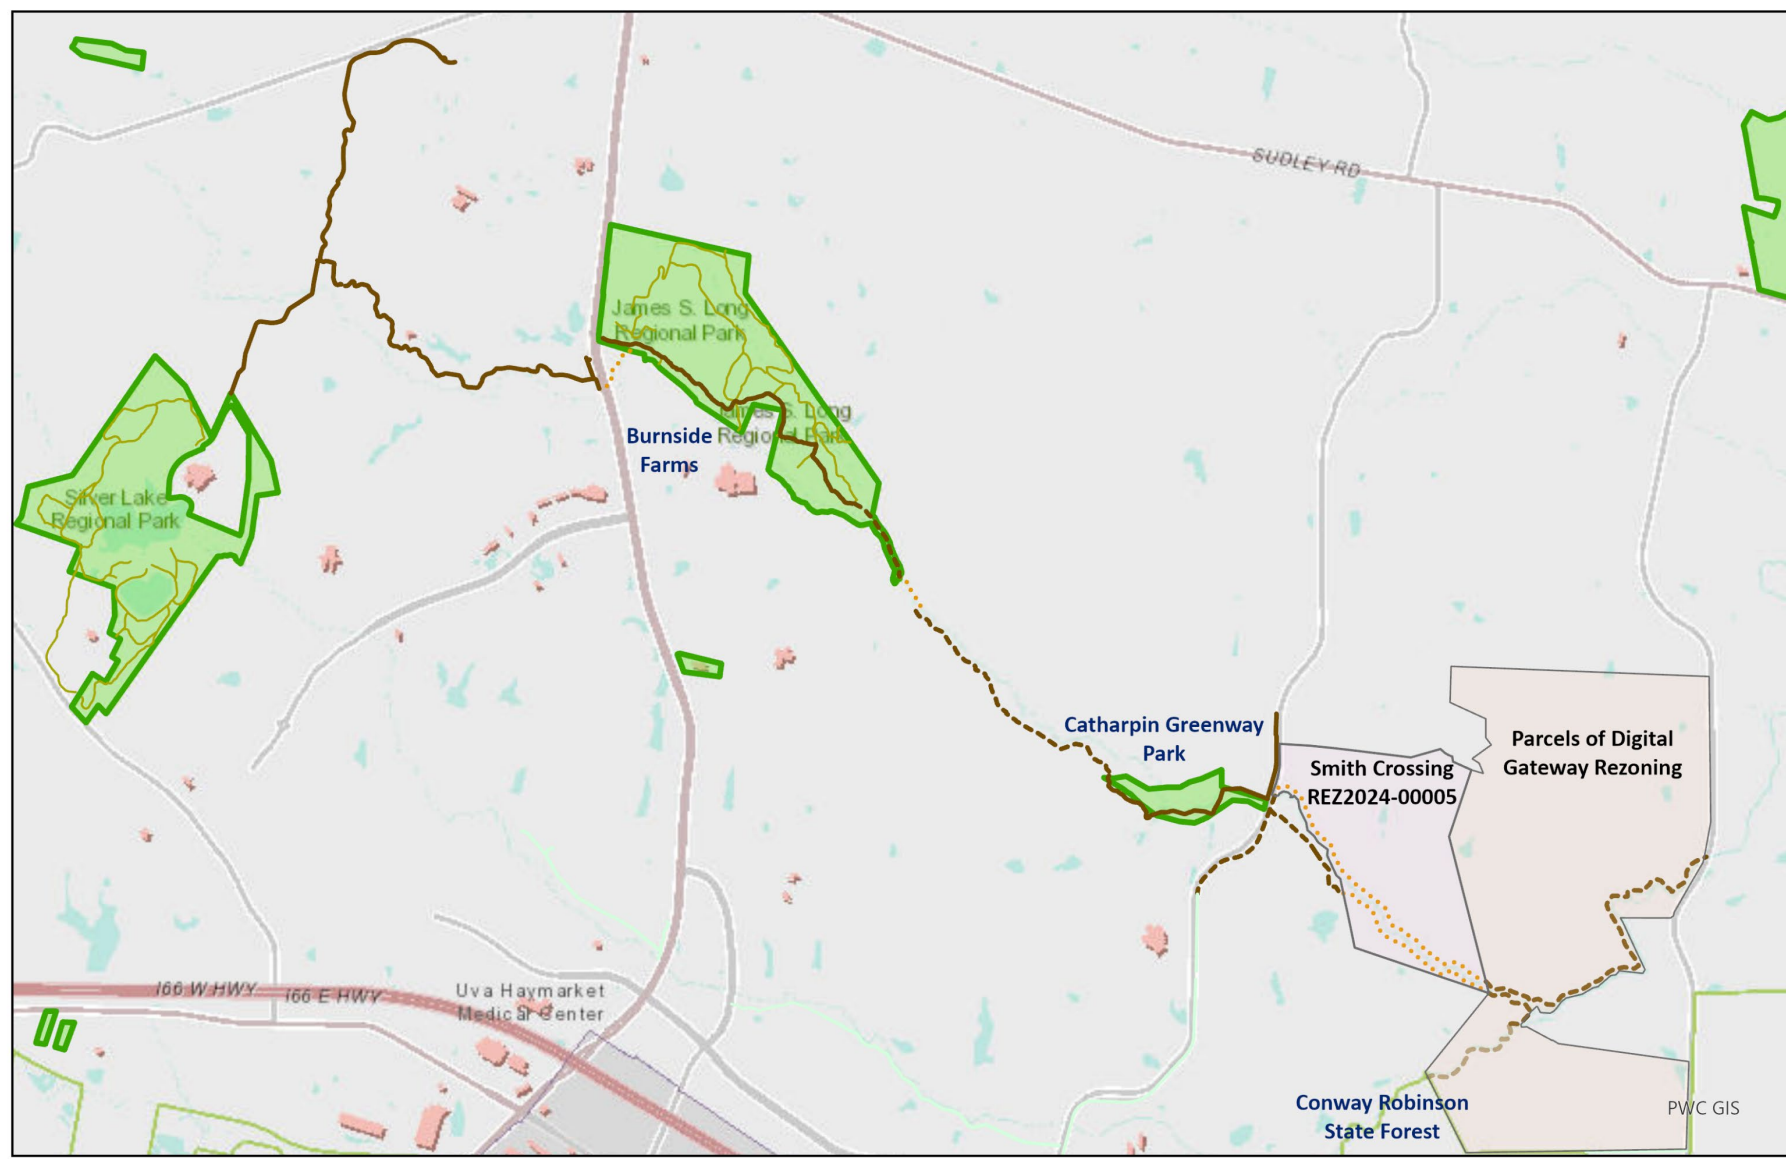 SUDLEY RD
James S. Long
Regional Park
James S. Long
Regional Park
Burnside
Farms
Silver Lake
Regional Park
Catharpin Greenway
Park
Smith Crossing
REZ2024-00005
Parcels of Digital
Gateway Rezoning
I66 W HWY
I66 E HWY
Uva Haymarket
Medical Center
Conway Robinson
State Forest
PWC GIS